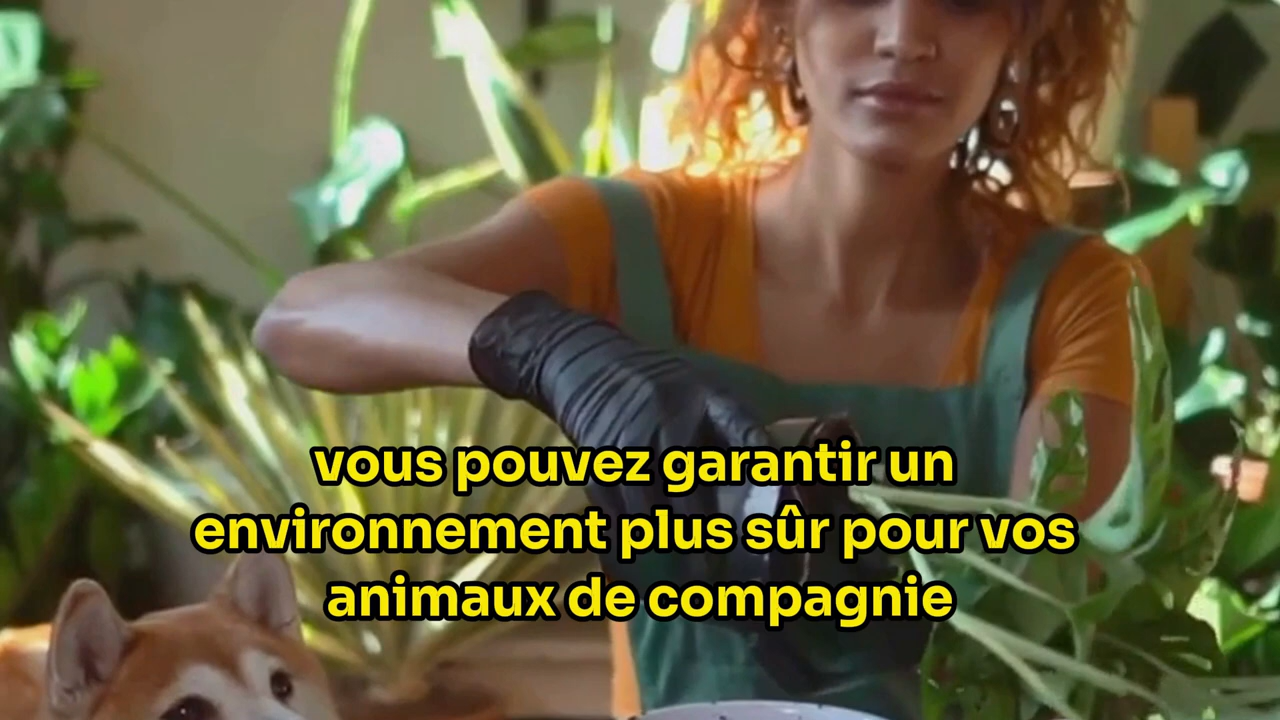 vous pouvez garantir un
environnement plus sûr pour vos
animaux de compagnie